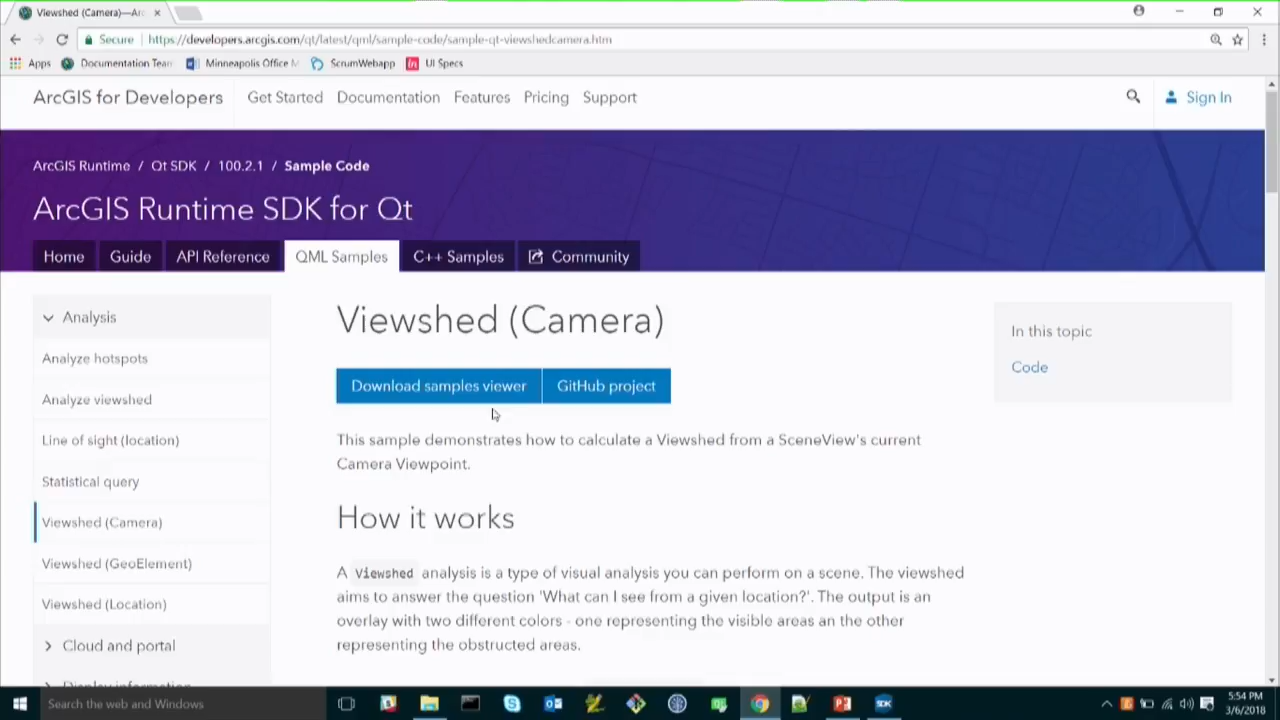 Viewshed (Camera)—Arc
Secure https://developers.arcgis.com/qt/latest/qml/sample-code/sample-qt-viewshedcamera.htm
Apps Documentation Tean Minneapolis Office M ScrumWebapp UI Specs
ArcGIS for Developers Get Started Documentation Features Pricing Support Sign In
ArcGIS Runtime / Qt SDK / 100.2.1 / Sample Code
ArcGIS Runtime SDK for Qt
Home Guide API Reference QML Samples C++ Samples Community
Analysis
Analyze hotspots
Analyze viewshed
Line of sight (location)
Statistical query
Viewshed (Camera)
Viewshed (GeoElement)
Viewshed (Location)
Cloud and portal
Display information
Viewshed (Camera)
Download samples viewer GitHub project
This sample demonstrates how to calculate a Viewshed from a SceneView's current
Camera Viewpoint.
How it works
A Viewshed analysis is a type of visual analysis you can perform on a scene. The viewshed
aims to answer the question 'What can I see from a given location?'. The output is an
overlay with two different colors - one representing the visible areas an the other
representing the obstructed areas.
In this topic
Code
Search the web and Windows
SDK
5:54 PM
3/6/2018